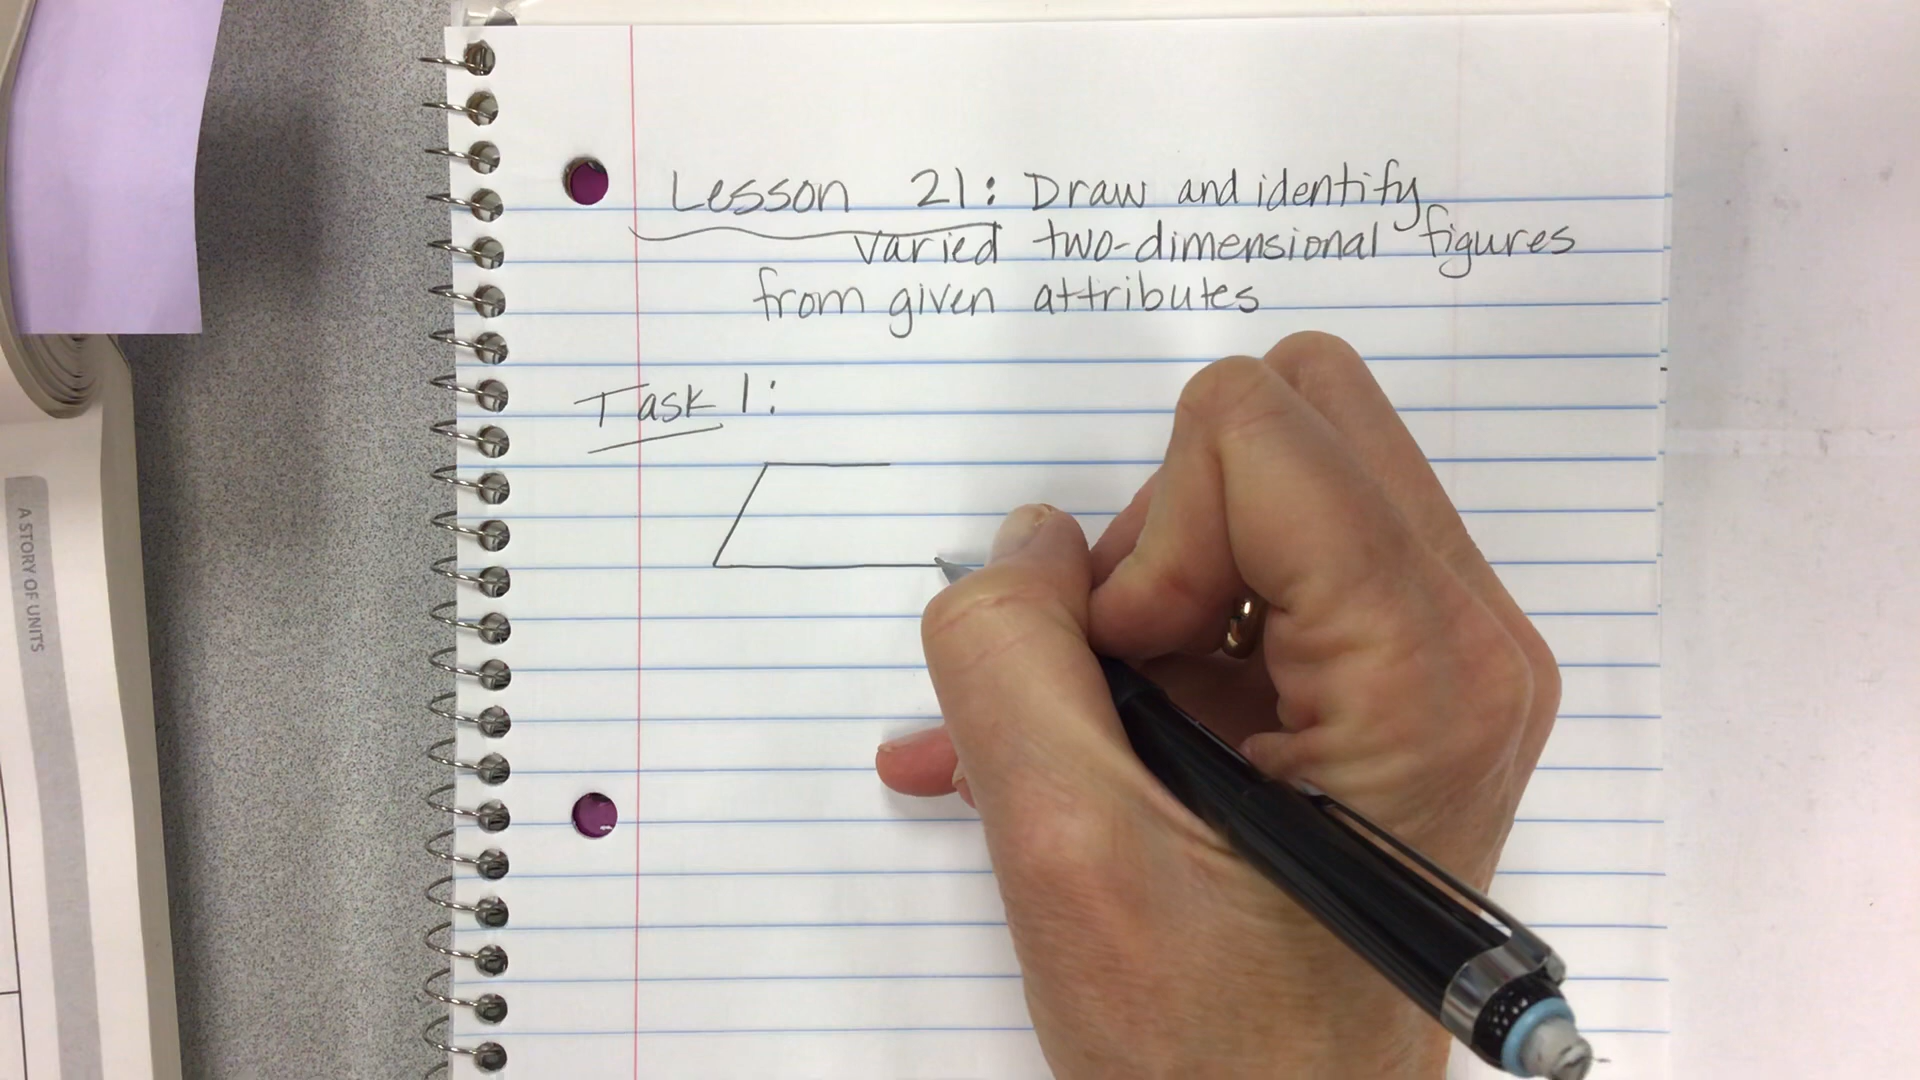 Lesson 21: Draw and identify
varied two-dimensional figures
from given attributes
Task 1:
A STORY OF UNITS